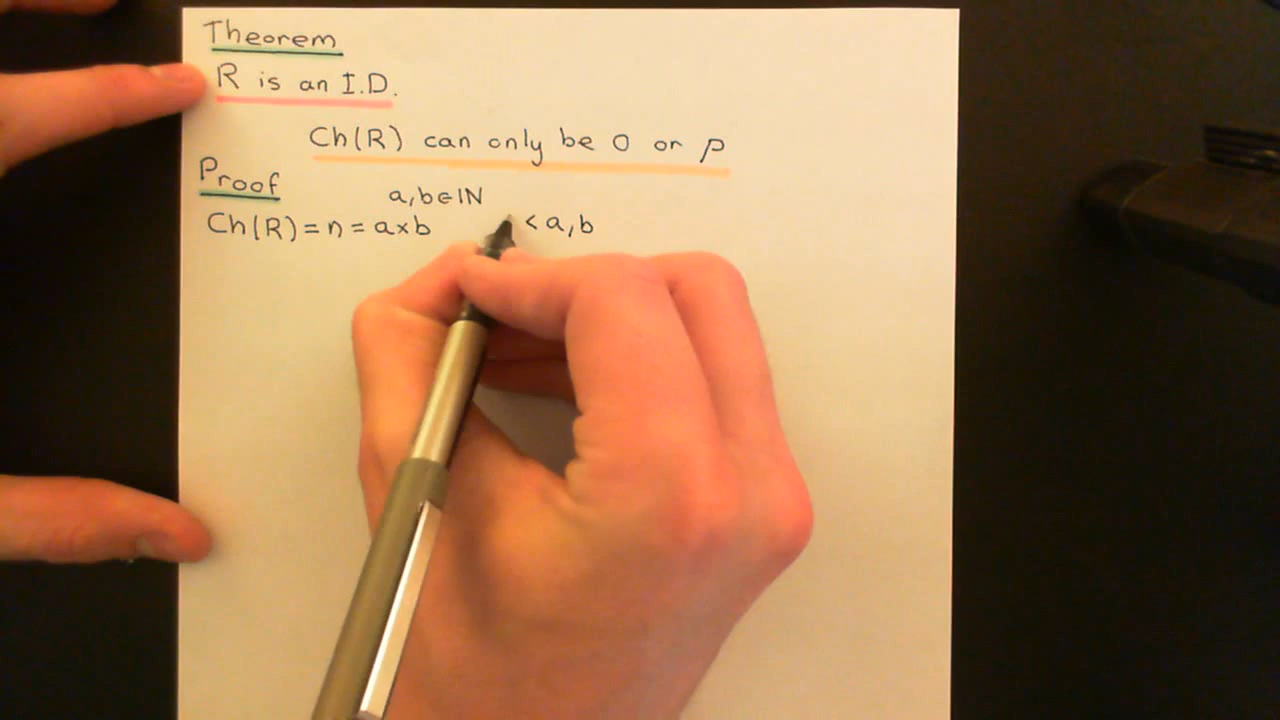 Theorem
R is an I.D.
Ch(R) can only be 0 or p
Proof
a,b∈ℕ
Ch(R) = n = a×b < a,b